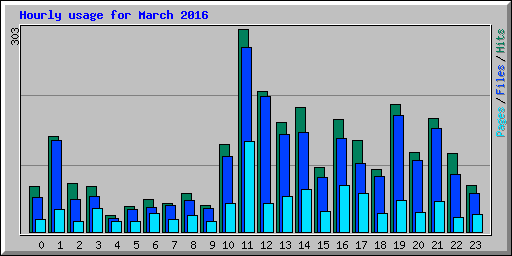 Hourly usage for March 2016
303
Pages/Files/Hits
0 1 2 3 4 5 6 7 8 9 10 11 12 13 14 15 16 17 18 19 20 21 22 23